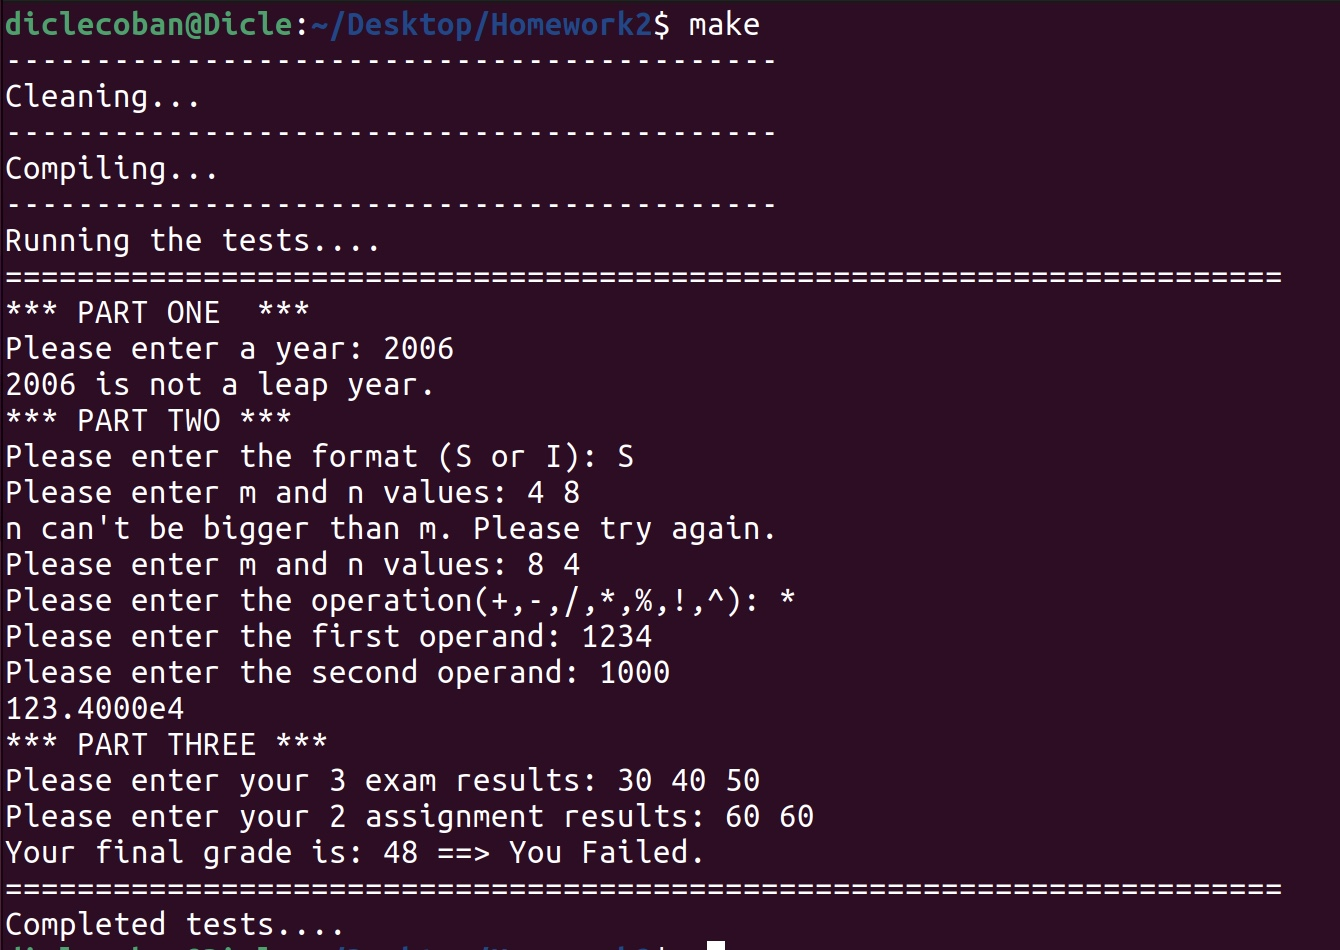 diclecoban@Dicle:~/Desktop/Homework2$ make
-------------------------------------------
Cleaning...
-------------------------------------------
Compiling...
-------------------------------------------
Running the tests....
=======================================================================
*** PART ONE  ***
Please enter a year: 2006
2006 is not a leap year.
*** PART TWO ***
Please enter the format (S or I): S
Please enter m and n values: 4 8
n can't be bigger than m. Please try again.
Please enter m and n values: 8 4
Please enter the operation(+,-,/,*,%,!,^): *
Please enter the first operand: 1234
Please enter the second operand: 1000
123.4000e4
*** PART THREE ***
Please enter your 3 exam results: 30 40 50
Please enter your 2 assignment results: 60 60
Your final grade is: 48 ==> You Failed.
=======================================================================
Completed tests....